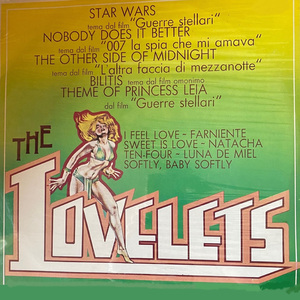 STAR WARS
tema dal film "Guerre stellari"
NOBODY DOES IT BETTER
tema dal film "007 la spia che mi amava"
THE OTHER SIDE OF MIDNIGHT
tema dal film "L'altra faccia di mezzanotte"
BILITIS tema dal film omonimo
THEME OF PRINCESS LEJA
dal film "Guerre stellari"
I FEEL LOVE - FARNIENTE
SWEET IS LOVE - NATACHA
TEN-FOUR - LUNA DE MIEL
SOFTLY, BABY SOFTLY
THE
LOVELETS